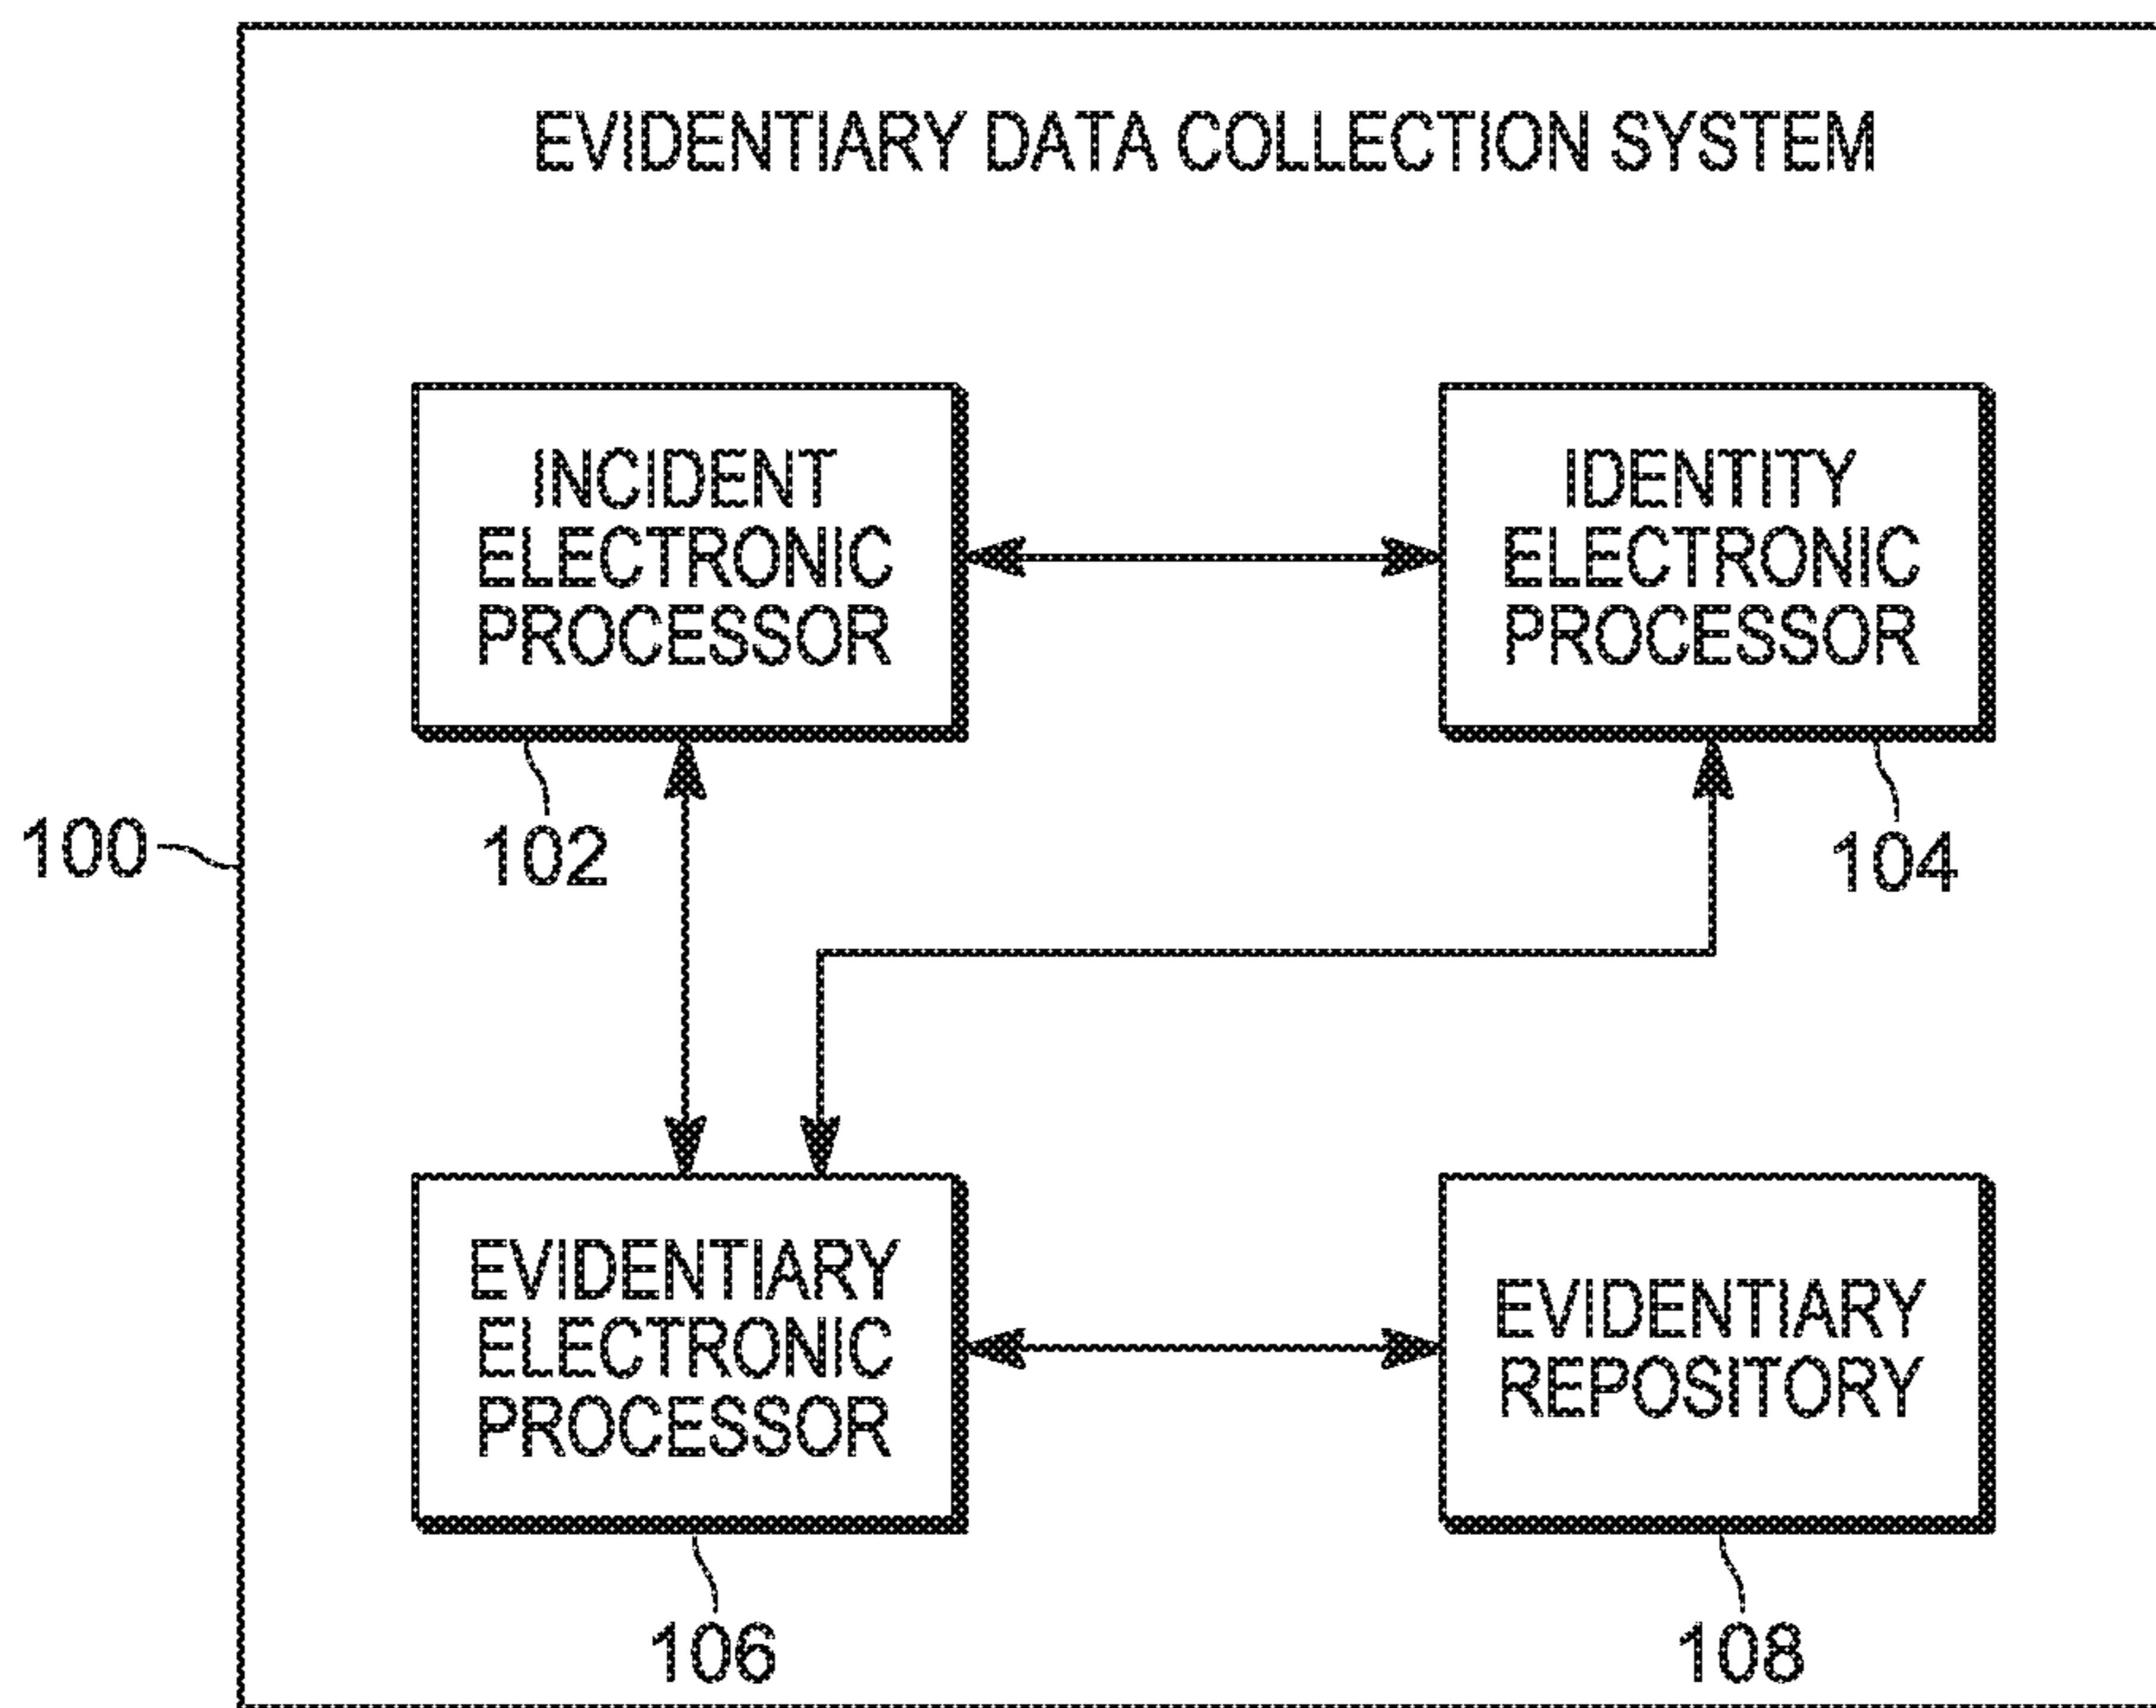 EVIDENTIARY DATA COLLECTION SYSTEM
INCIDENT
ELECTRONIC
PROCESSOR
IDENTITY
ELECTRONIC
PROCESSOR
100
102
104
EVIDENTIARY
ELECTRONIC
PROCESSOR
EVIDENTIARY
REPOSITORY
106
108